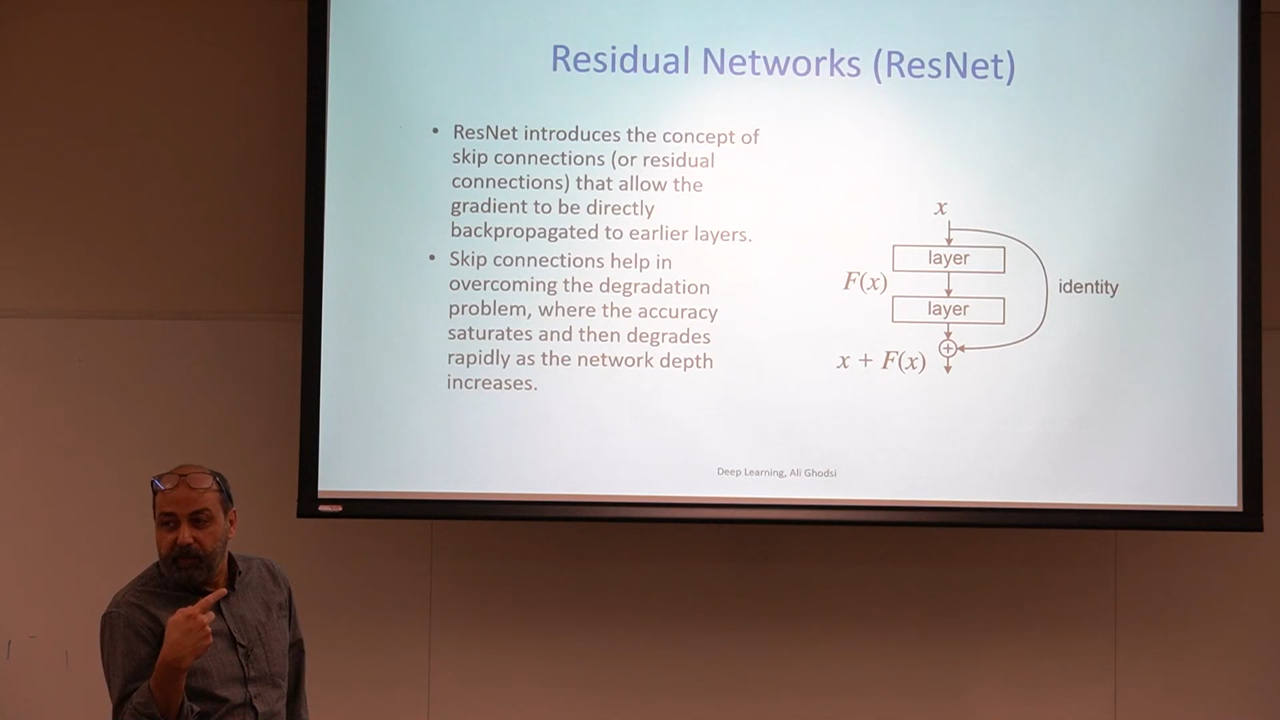 Residual Networks (ResNet)
• ResNet introduces the concept of
skip connections (or residual
connections) that allow the
gradient to be directly
backpropagated to earlier layers.
• Skip connections help in
overcoming the degradation
problem, where the accuracy
saturates and then degrades
rapidly as the network depth
increases.
x
layer
F(x)
identity
layer
x + F(x)
Deep Learning, Ali Ghodsi